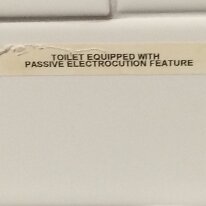 TOILET EQUIPPED WITH
PASSIVE ELECTROCUTION FEATURE